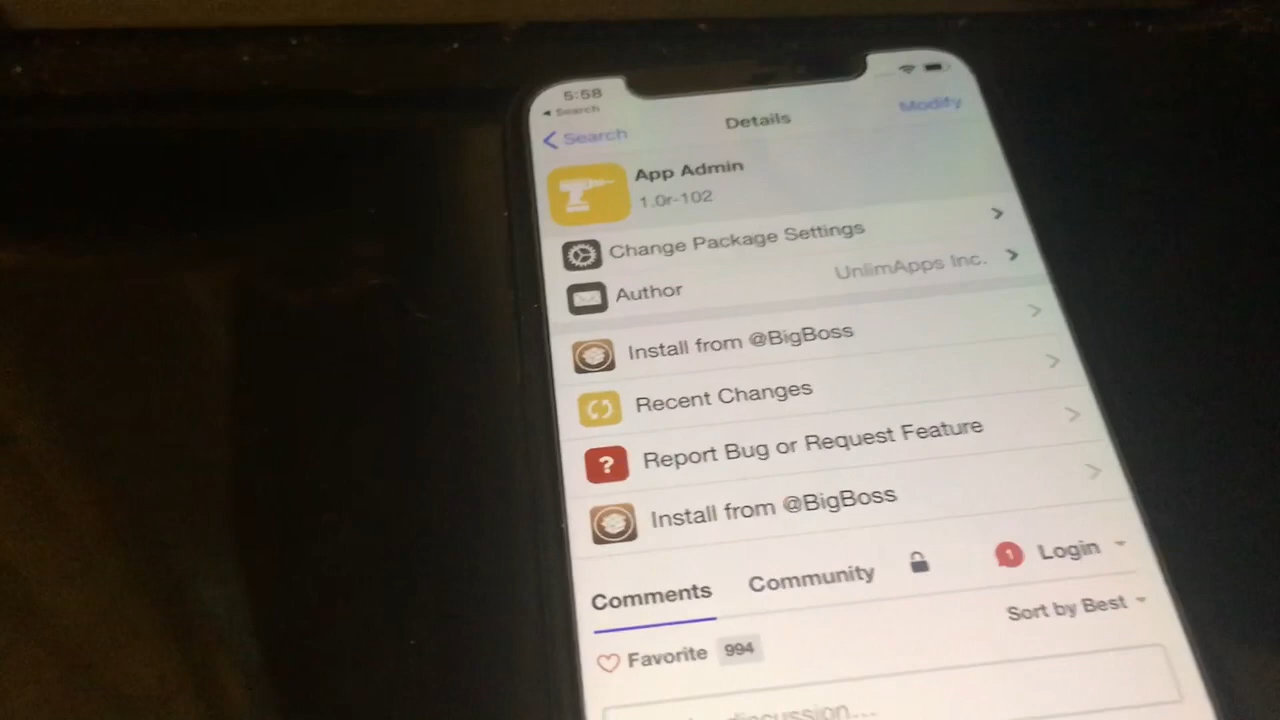 5:58
Search
Search
Details
Modify
App Admin
1.0r-102
Change Package Settings
Author
UnlimApps Inc.
Install from @BigBoss
Recent Changes
?
Report Bug or Request Feature
Install from @BigBoss
Comments
Community
1
Login
Sort by Best
Favorite
994
discussion...